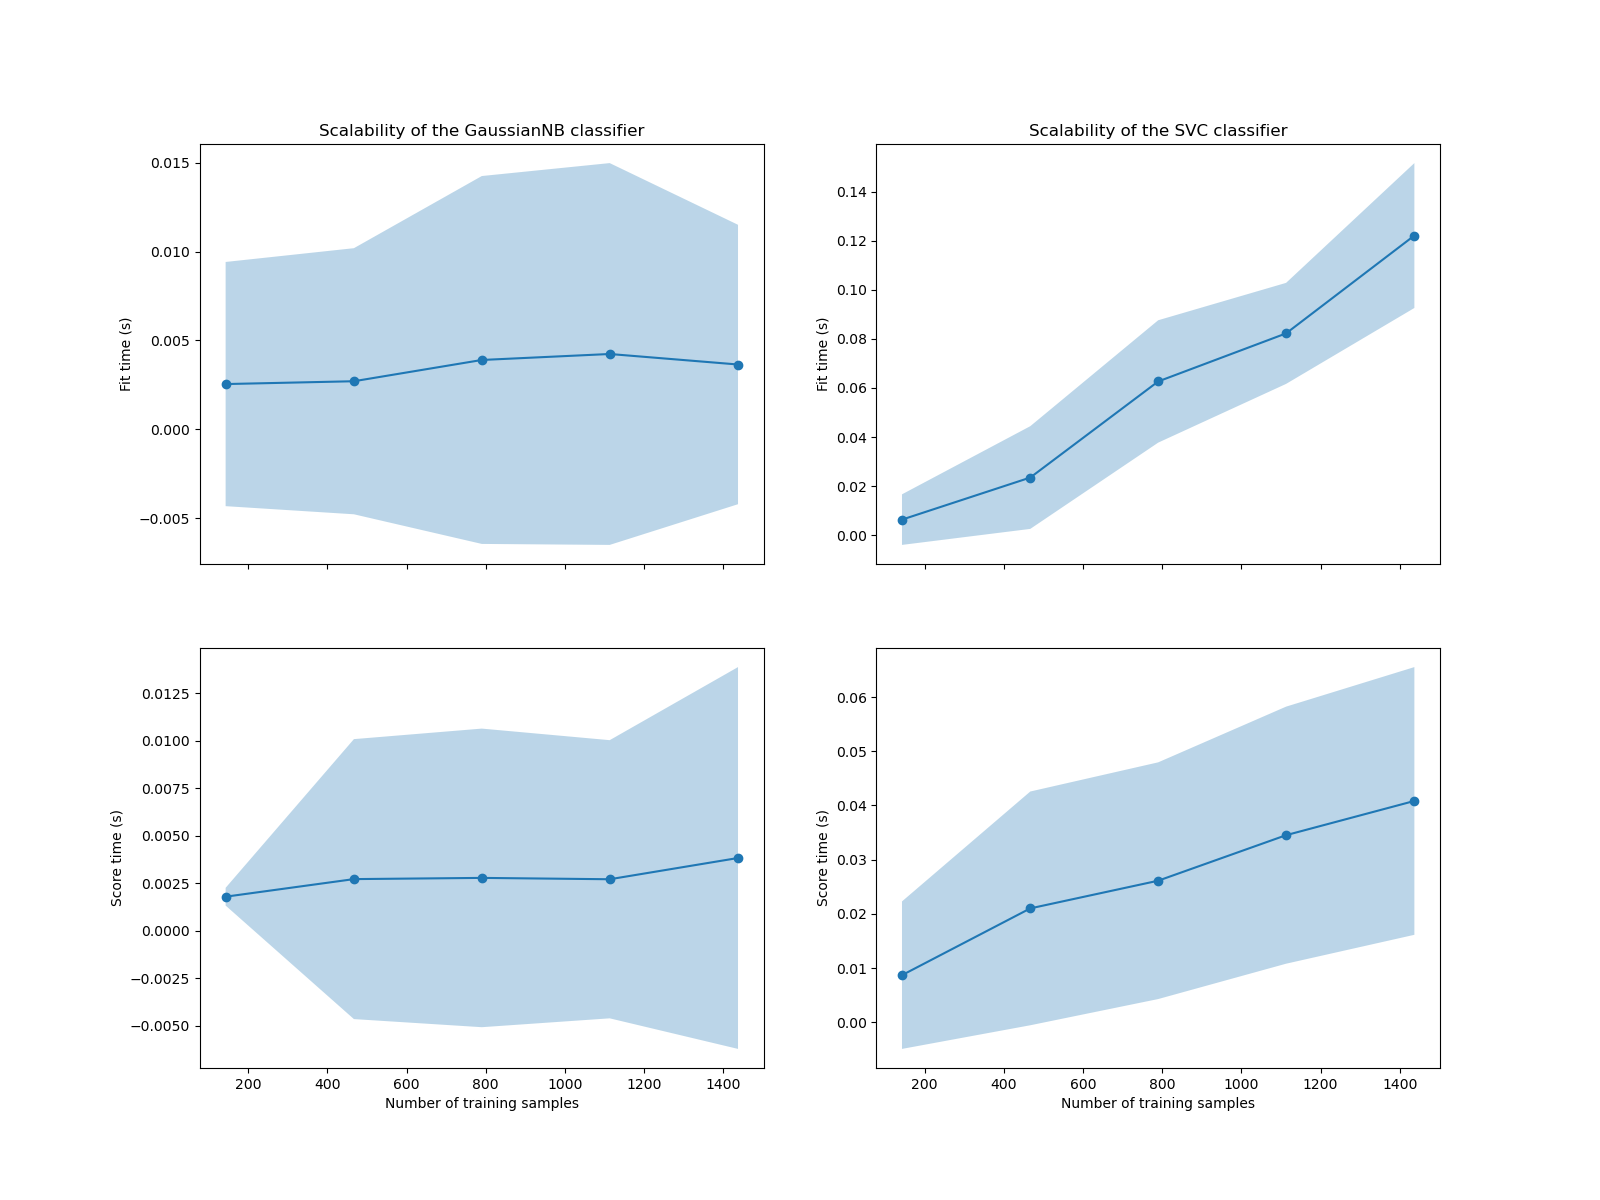 Scalability of the GaussianNB classifier
0.015
0.010
0.005
0.000
−0.005
Fit time (s)
Scalability of the SVC classifier
0.14
0.12
0.10
0.08
0.06
0.04
0.02
0.00
Fit time (s)
0.0125
0.0100
0.0075
0.0050
0.0025
0.0000
−0.0025
−0.0050
Score time (s)
200 400 600 800 1000 1200 1400
Number of training samples
0.06
0.05
0.04
0.03
0.02
0.01
0.00
Score time (s)
200 400 600 800 1000 1200 1400
Number of training samples